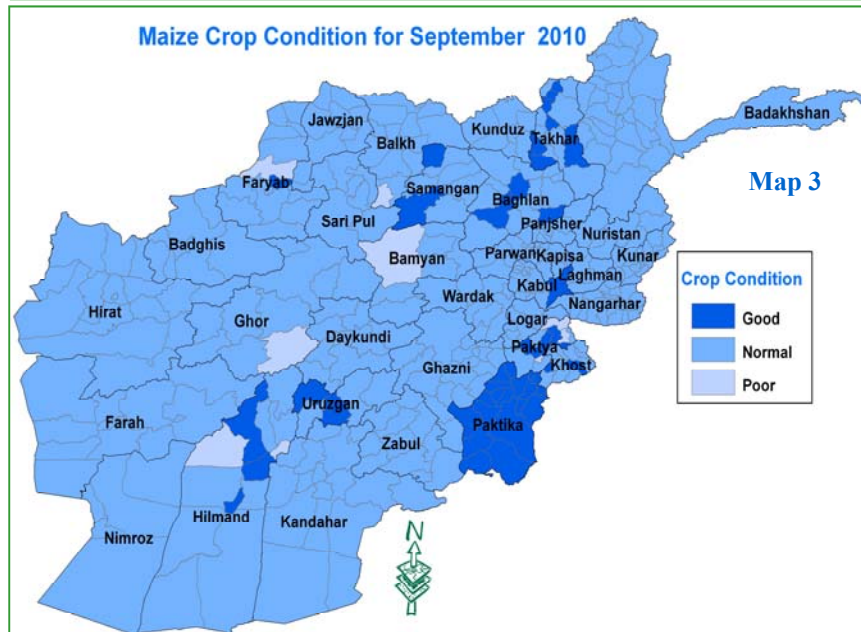 Maize Crop Condition for September 2010
Badakhshan
Jawzjan
Kunduz
Takhar
Balkh
Map 3
Faryab
Samangan
Baghlan
Sari Pul
Panjsher
Nuristan
Badghis
Bamyan
Parwan
Kapisa
Kunar
Laghman
Kabul
Wardak
Nangarhar
Hirat
Ghor
Logar
Daykundi
Paktya
Khost
Ghazni
Uruzgan
Farah
Paktika
Zabul
Hilmand
Kandahar
Nimroz
N
Crop Condition
Good
Normal
Poor